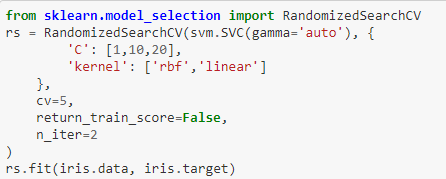 from sklearn.model_selection import RandomizedSearchCV
rs = RandomizedSearchCV(svm.SVC(gamma='auto'), {
        'C': [1,10,20],
        'kernel': ['rbf','linear']
    },
    cv=5,
    return_train_score=False,
    n_iter=2
)
rs.fit(iris.data, iris.target)